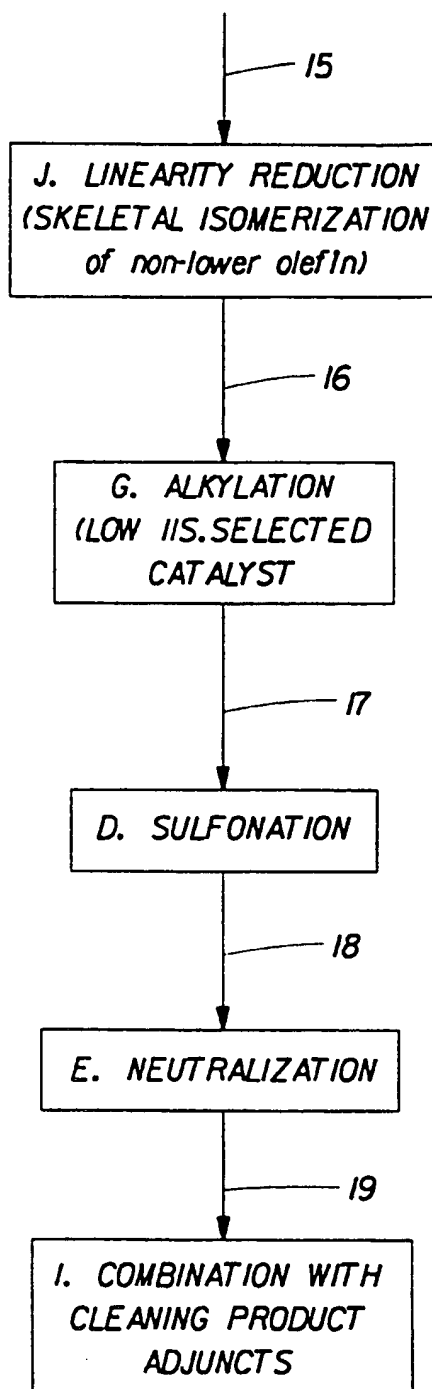 15
J. LINEARITY REDUCTION
(SKELETAL ISOMERIZATION
of non-lower olefin)
16
G. ALKYLATION
(LOW IIS.SELECTED
CATALYST
17
D. SULFONATION
18
E. NEUTRALIZATION
19
I. COMBINATION WITH
CLEANING PRODUCT
ADJUNCTS